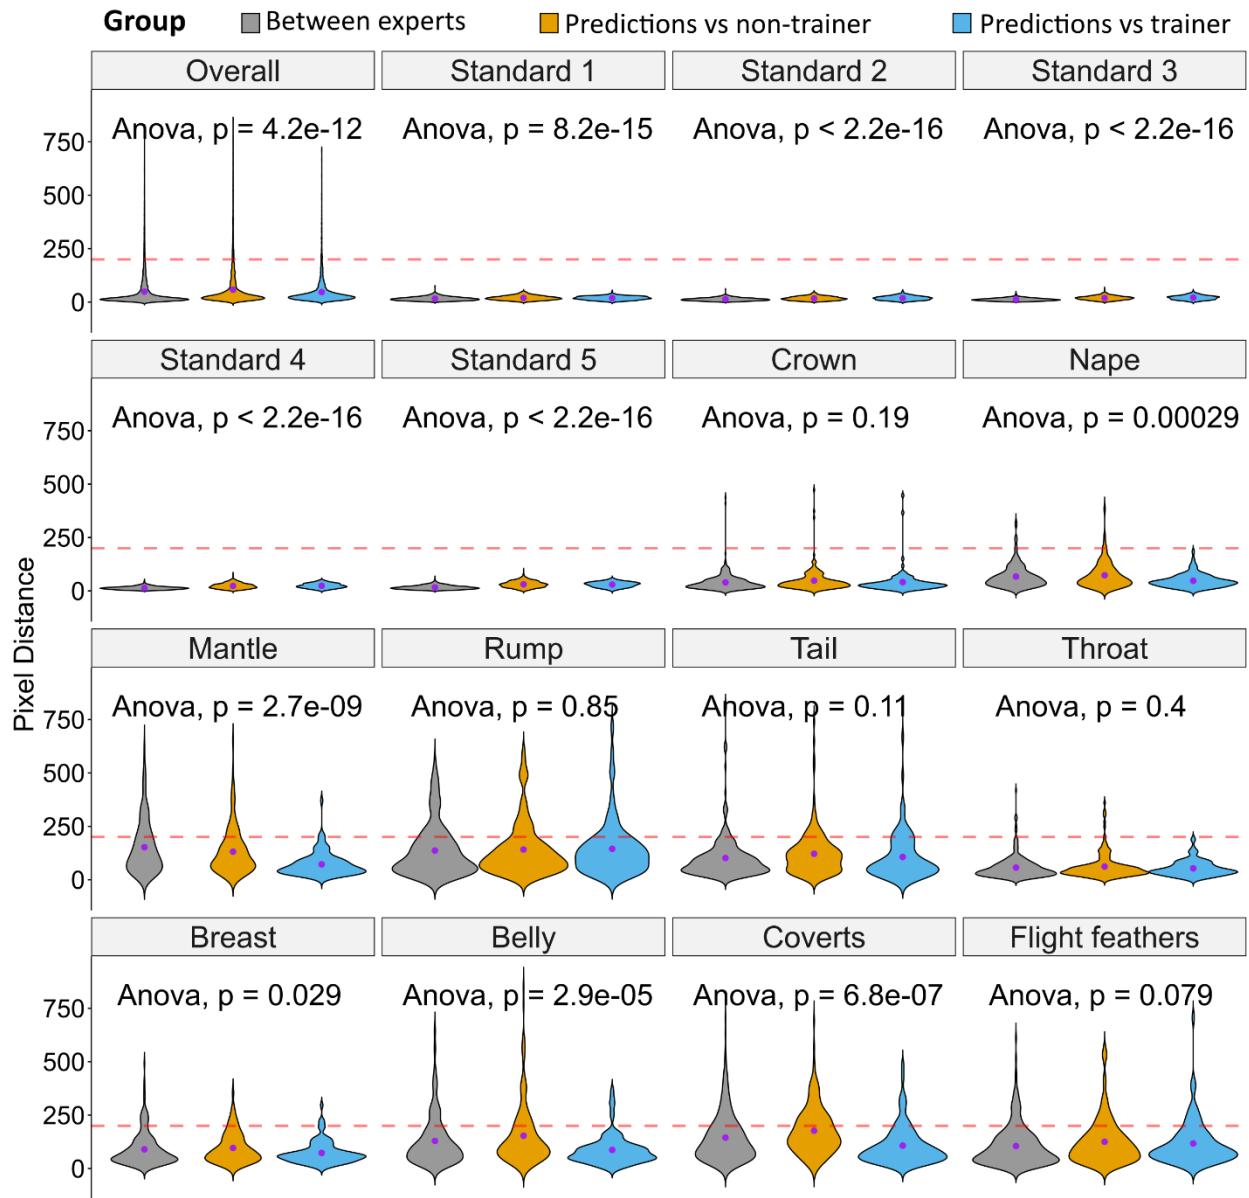 Group Between experts Predictions vs non-trainer Predictions vs trainer
Overall Standard 1 Standard 2 Standard 3
Anova, p = 4.2e-12 Anova, p = 8.2e-15 Anova, p < 2.2e-16 Anova, p < 2.2e-16
750
500
250
0
Standard 4 Standard 5 Crown Nape
Anova, p < 2.2e-16 Anova, p < 2.2e-16 Anova, p = 0.19 Anova, p = 0.00029
750
500
250
0
Pixel Distance
Mantle Rump Tail Throat
Anova, p = 2.7e-09 Anova, p = 0.85 Anova, p = 0.11 Anova, p = 0.4
750
500
250
0
Breast Belly Coverts Flight feathers
Anova, p = 0.029 Anova, p = 2.9e-05 Anova, p = 6.8e-07 Anova, p = 0.079
750
500
250
0